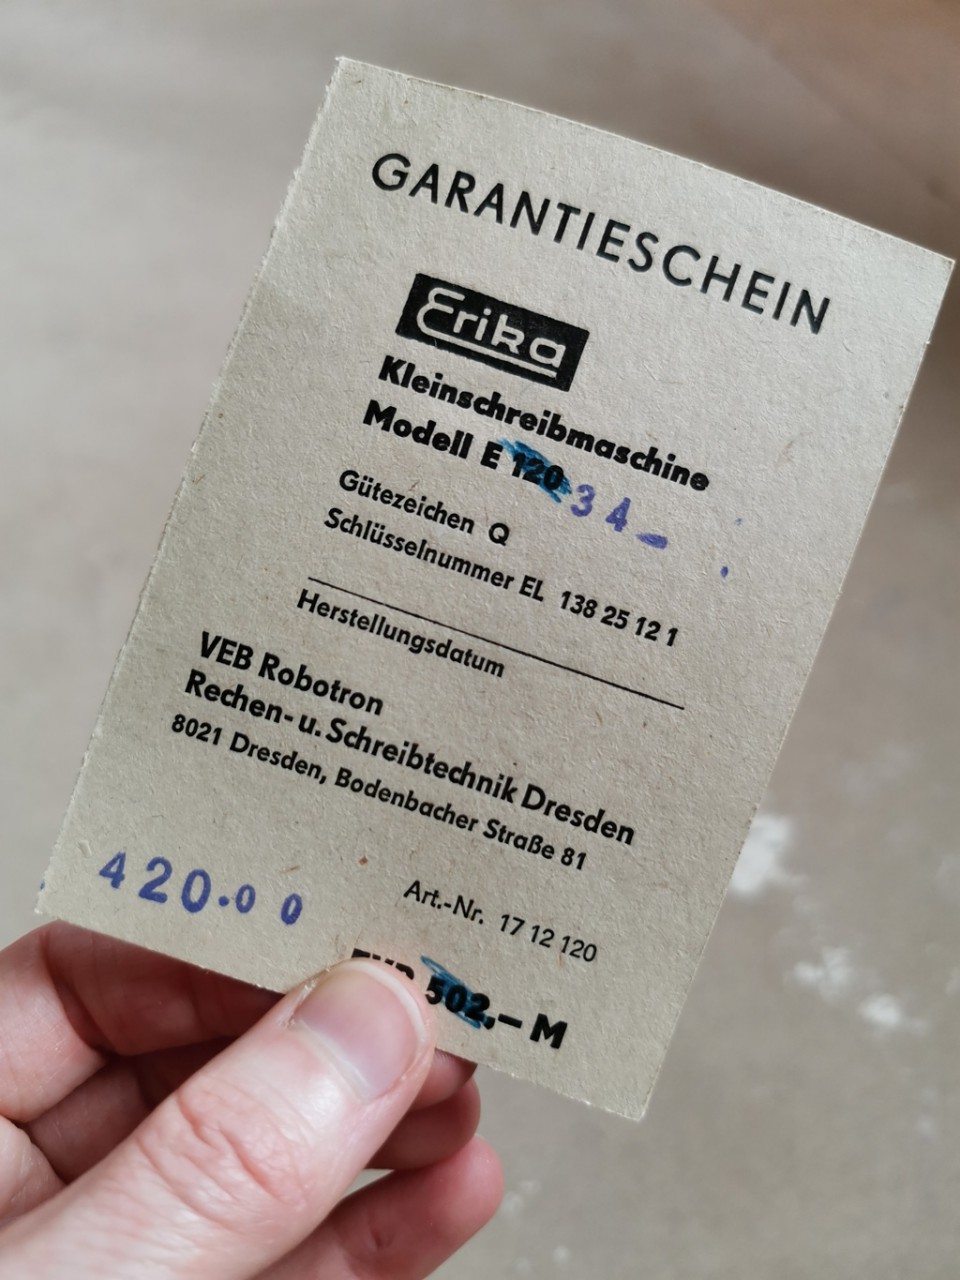 GARANTIESCHEIN
Erika
Kleinschreibmaschine
Modell E 120 34-
Gütezeichen Q
Schlüsselnummer EL 138 25 12 1
Herstellungsdatum
VEB Robotron
Rechen- u. Schreibtechnik Dresden
8021 Dresden, Bodenbacher Straße 81
420.00
Art.-Nr. 17 12 120
502,– M